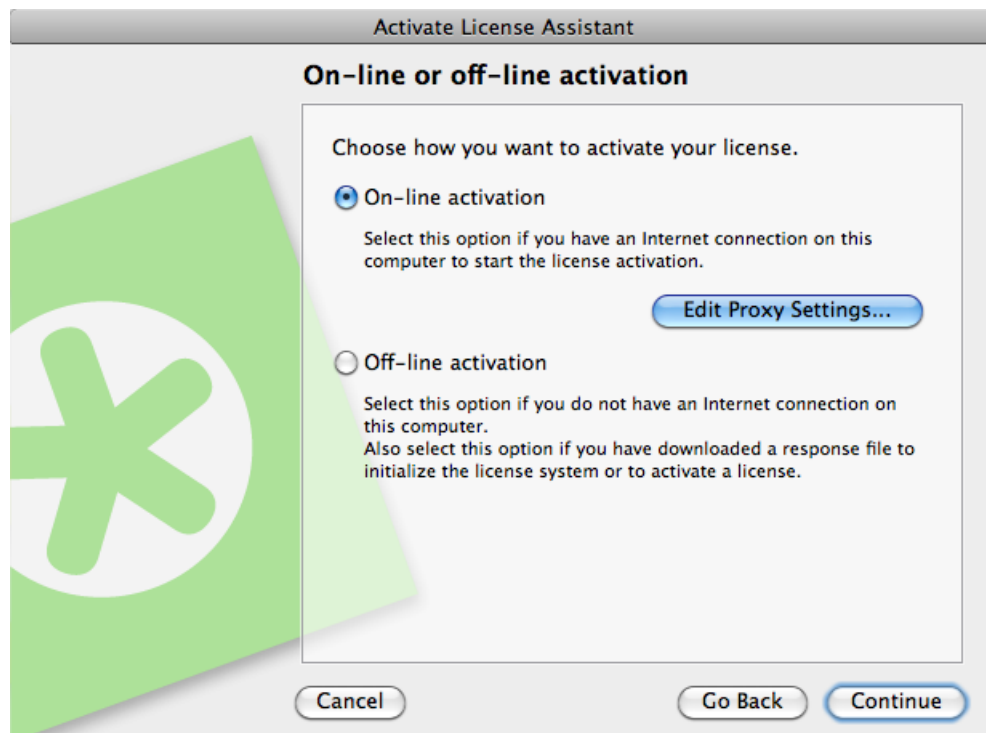 Activate License Assistant
On-line or off-line activation
Choose how you want to activate your license.
On-line activation
Select this option if you have an Internet connection on this
computer to start the license activation.
Edit Proxy Settings...
Off-line activation
Select this option if you do not have an Internet connection on
this computer.
Also select this option if you have downloaded a response file to
initialize the license system or to activate a license.
Cancel
Go Back
Continue